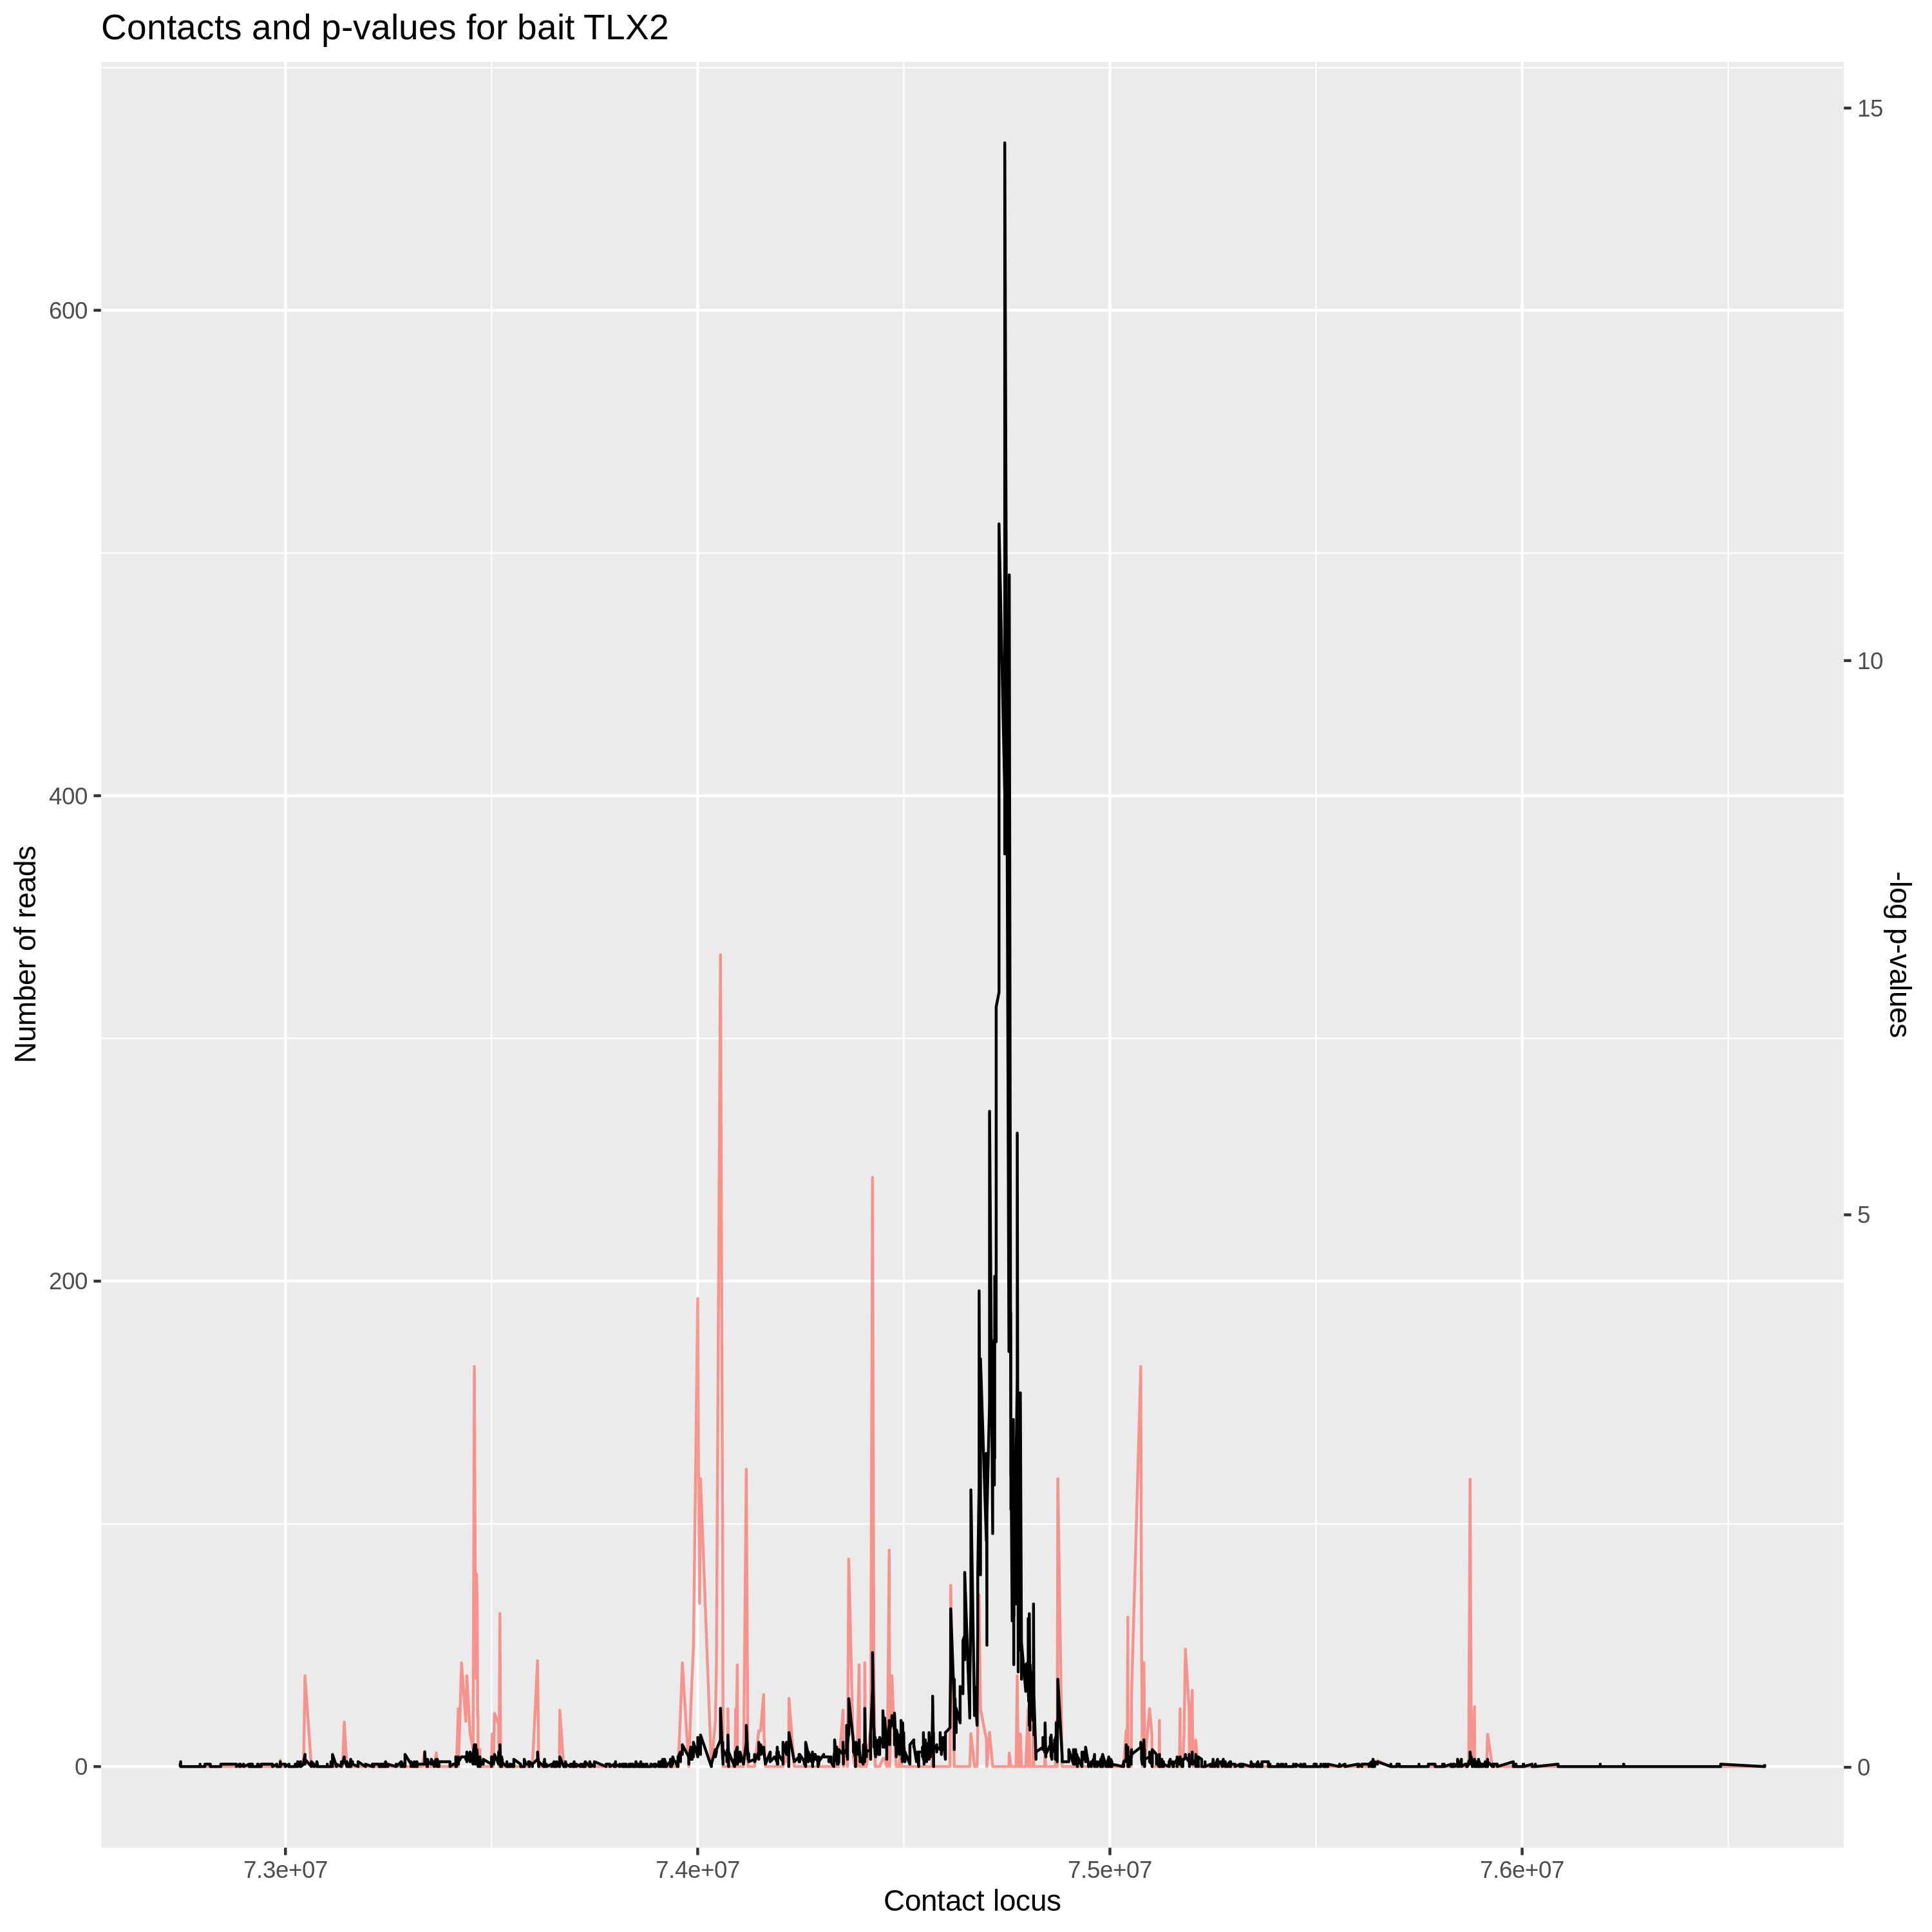 Contacts and p-values for bait TLX2
15
600
10
400
Number of reads
-log p-values
5
200
0
0
7.3e+07 7.4e+07 7.5e+07 7.6e+07
Contact locus